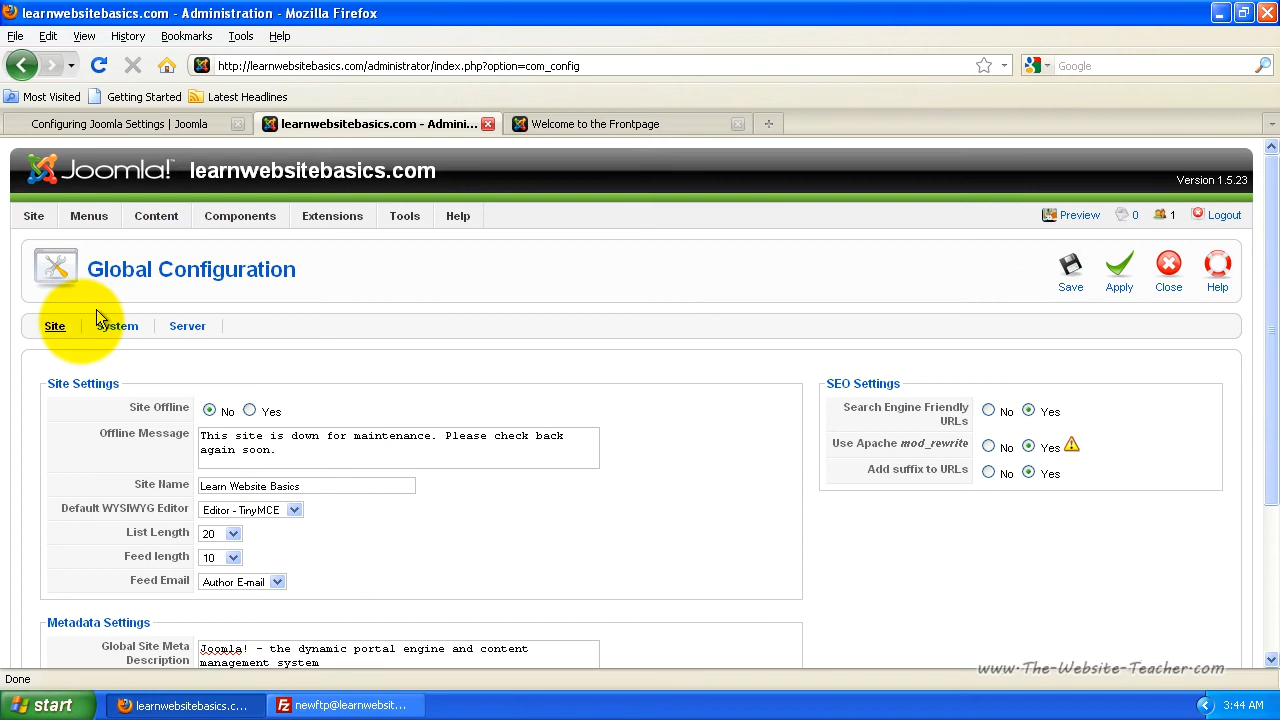 learnwebsitebasics.com - Administration - Mozilla Firefox
File Edit View History Bookmarks Tools Help
http://learnwebsitebasics.com/administrator/index.php?option=com_config
Google
Most Visited Getting Started Latest Headlines
Configuring Joomla Settings | Joomla
learnwebsitebasics.com - Admini...
Welcome to the Frontpage
Joomla! learnwebsitebasics.com
Version 1.5.23
Site Menus Content Components Extensions Tools Help
Preview 0 1 Logout
Global Configuration
Save Apply Close Help
Site System Server
Site Settings
Site Offline No Yes
Offline Message This site is down for maintenance. Please check back
again soon.
Site Name Learn Website Basics
Default WYSIWYG Editor Editor - TinyMCE
List Length 20
Feed length 10
Feed Email Author E-mail
SEO Settings
Search Engine Friendly
URLs No Yes
Use Apache mod_rewrite No Yes
Add suffix to URLs No Yes
Metadata Settings
Global Site Meta
Description
Joomla! - the dynamic portal engine and content
management system
www.The-Website-Teacher.com
Done
start learnwebsitebasics.c... newftp@learnwebsit... 3:44 AM